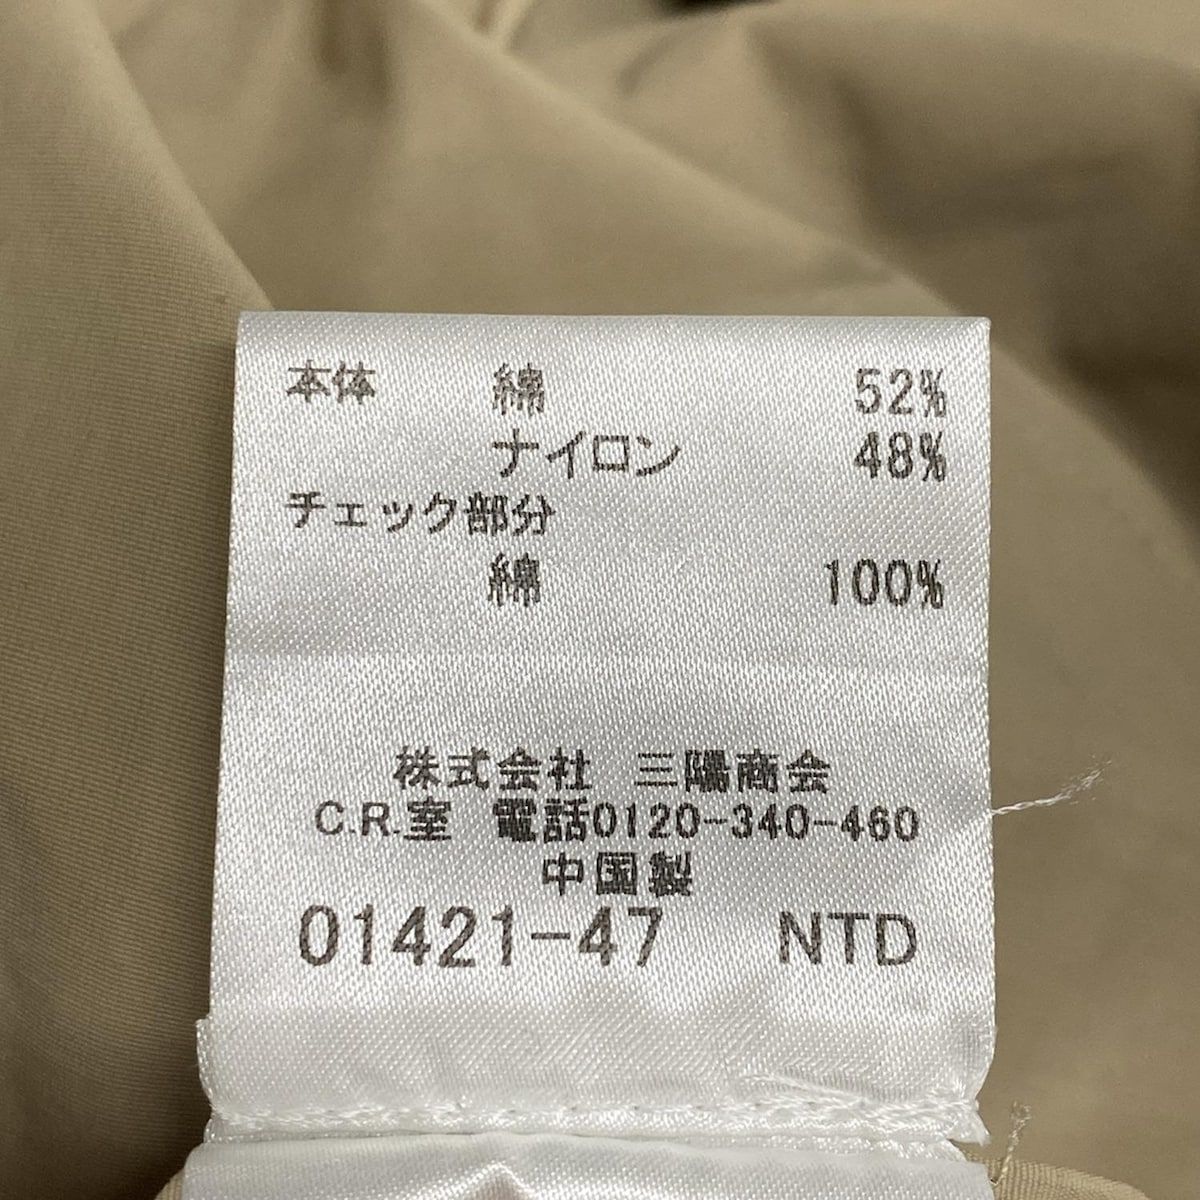 本体 綿 52%
ナイロン 48%
チェック部分
綿 100%
株式会社 三陽商会
C.R.室 電話0120-340-460
中国製
01421-47 NTD